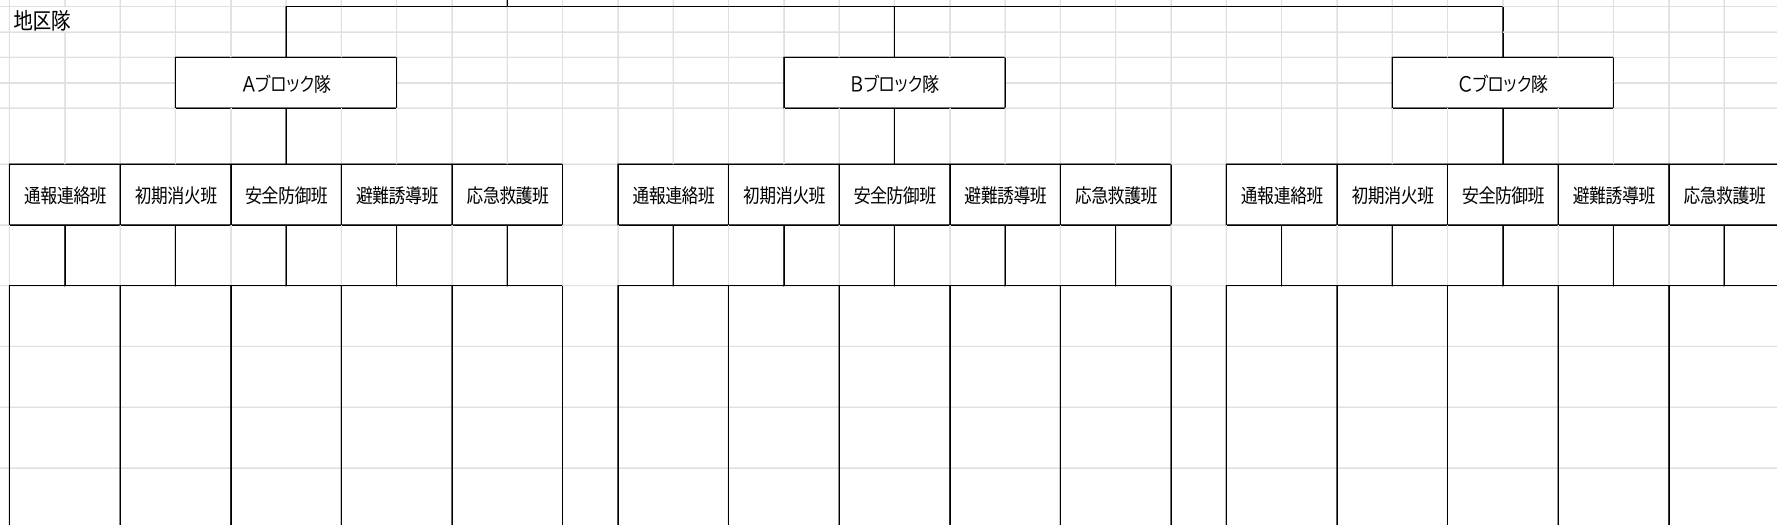 地区隊
Aブロック隊 Bブロック隊 Cブロック隊
通報連絡班 初期消火班 安全防御班 避難誘導班 応急救護班 通報連絡班 初期消火班 安全防御班 避難誘導班 応急救護班 通報連絡班 初期消火班 安全防御班 避難誘導班 応急救護班